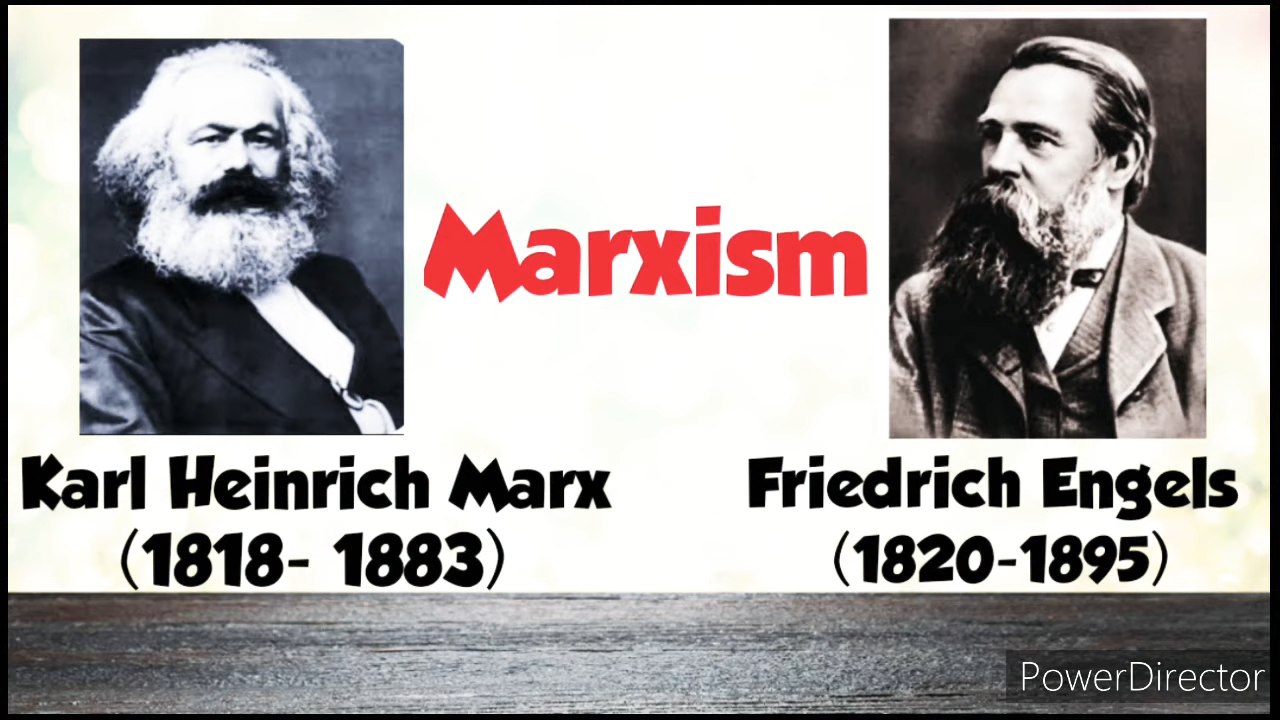 Marxism
Karl Heinrich Marx
(1818- 1883)
Friedrich Engels
(1820-1895)
PowerDirector